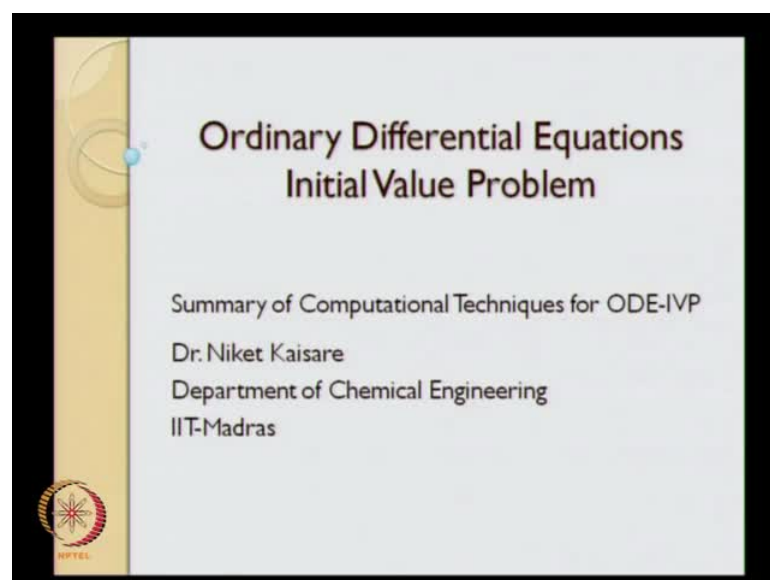 Ordinary Differential Equations
Initial Value Problem
Summary of Computational Techniques for ODE-IVP
Dr. Niket Kaisare
Department of Chemical Engineering
IIT-Madras
NPTEL